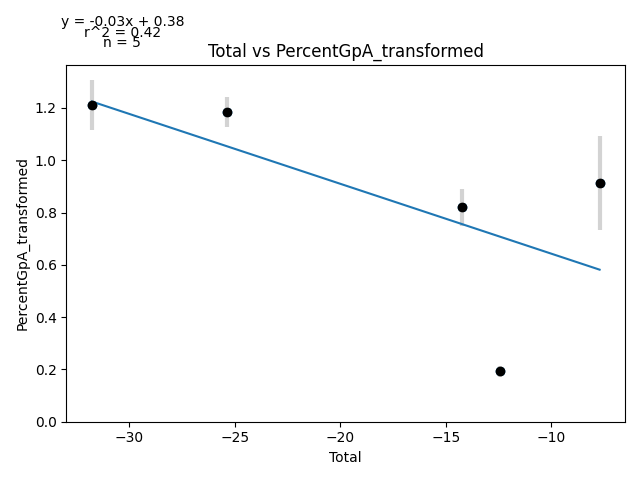 y = -0.03x + 0.38
r^2 = 0.42
n = 5
Total vs PercentGpA_transformed
PercentGpA_transformed
1.2
1.0
0.8
0.6
0.4
0.2
0.0
−30
−25
−20
−15
−10
Total